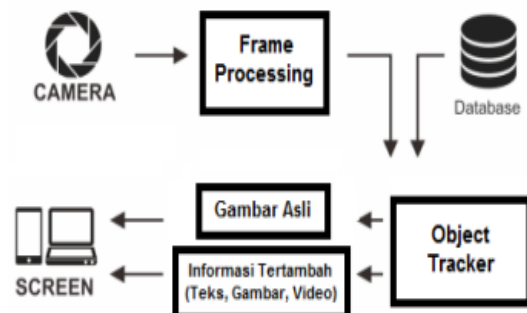 CAMERA
Frame
Processing
Database
Gambar Asli
Informasi Tertambah
(Teks, Gambar, Video)
Object
Tracker
SCREEN